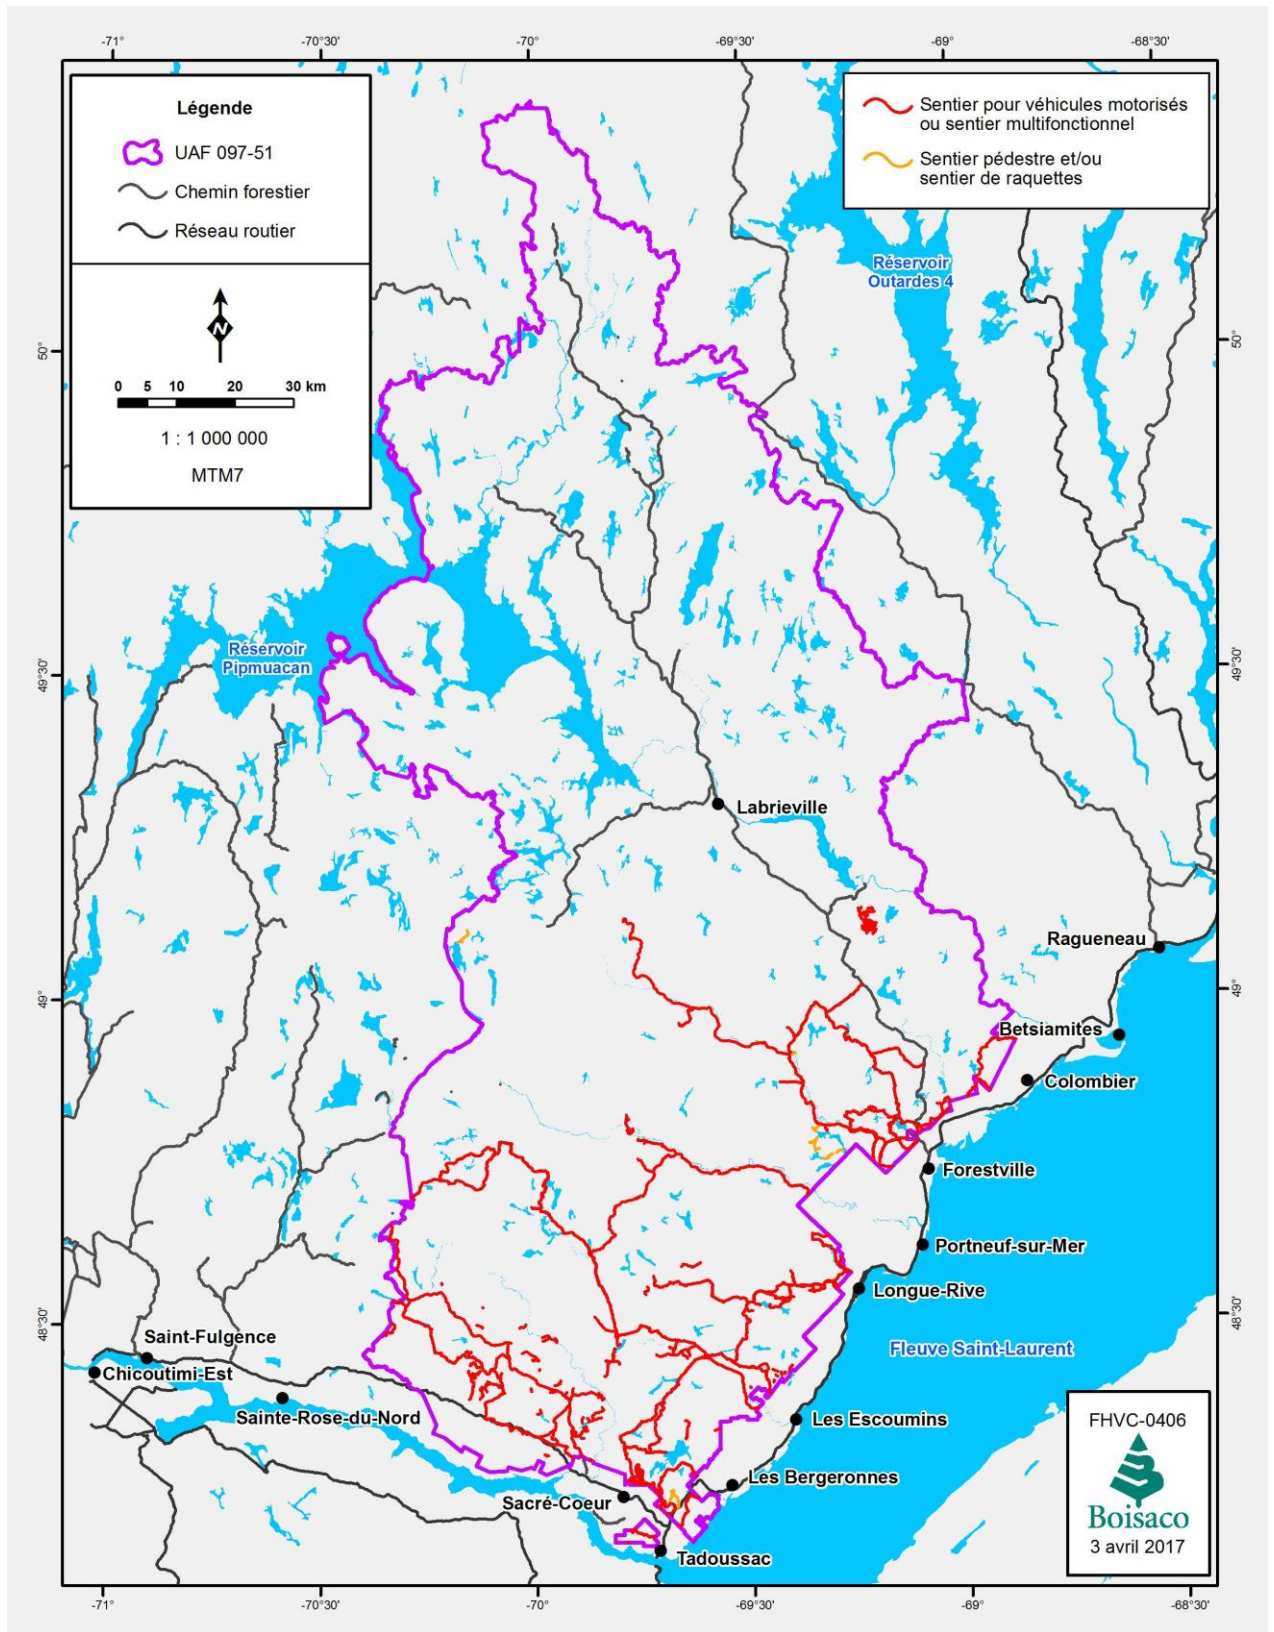 -71°
-70°30'
-70°
-69°30'
-69°
-68°30'
Légende
UAF 097-51
Chemin forestier
Réseau routier
N
0 5 10 20 30 km
1 : 1 000 000
MTM7
Sentier pour véhicules motorisés
ou sentier multifonctionnel
Sentier pédestre et/ou
sentier de raquettes
Réservoir
Outardes 4
50°
50°
Réservoir
Pipmuacan
49°30'
49°30'
Labrieville
Ragueneau
49°
49°
Betsiamites
Colombier
Forestville
Portneuf-sur-Mer
Longue-Rive
48°30'
48°30'
Fleuve Saint-Laurent
Saint-Fulgence
Chicoutimi-Est
Sainte-Rose-du-Nord
Les Escoumins
Les Bergeronnes
Sacré-Coeur
Tadoussac
FHVC-0406
Boisaco
3 avril 2017
-71°
-70°30'
-70°
-69°30'
-69°
-68°30'